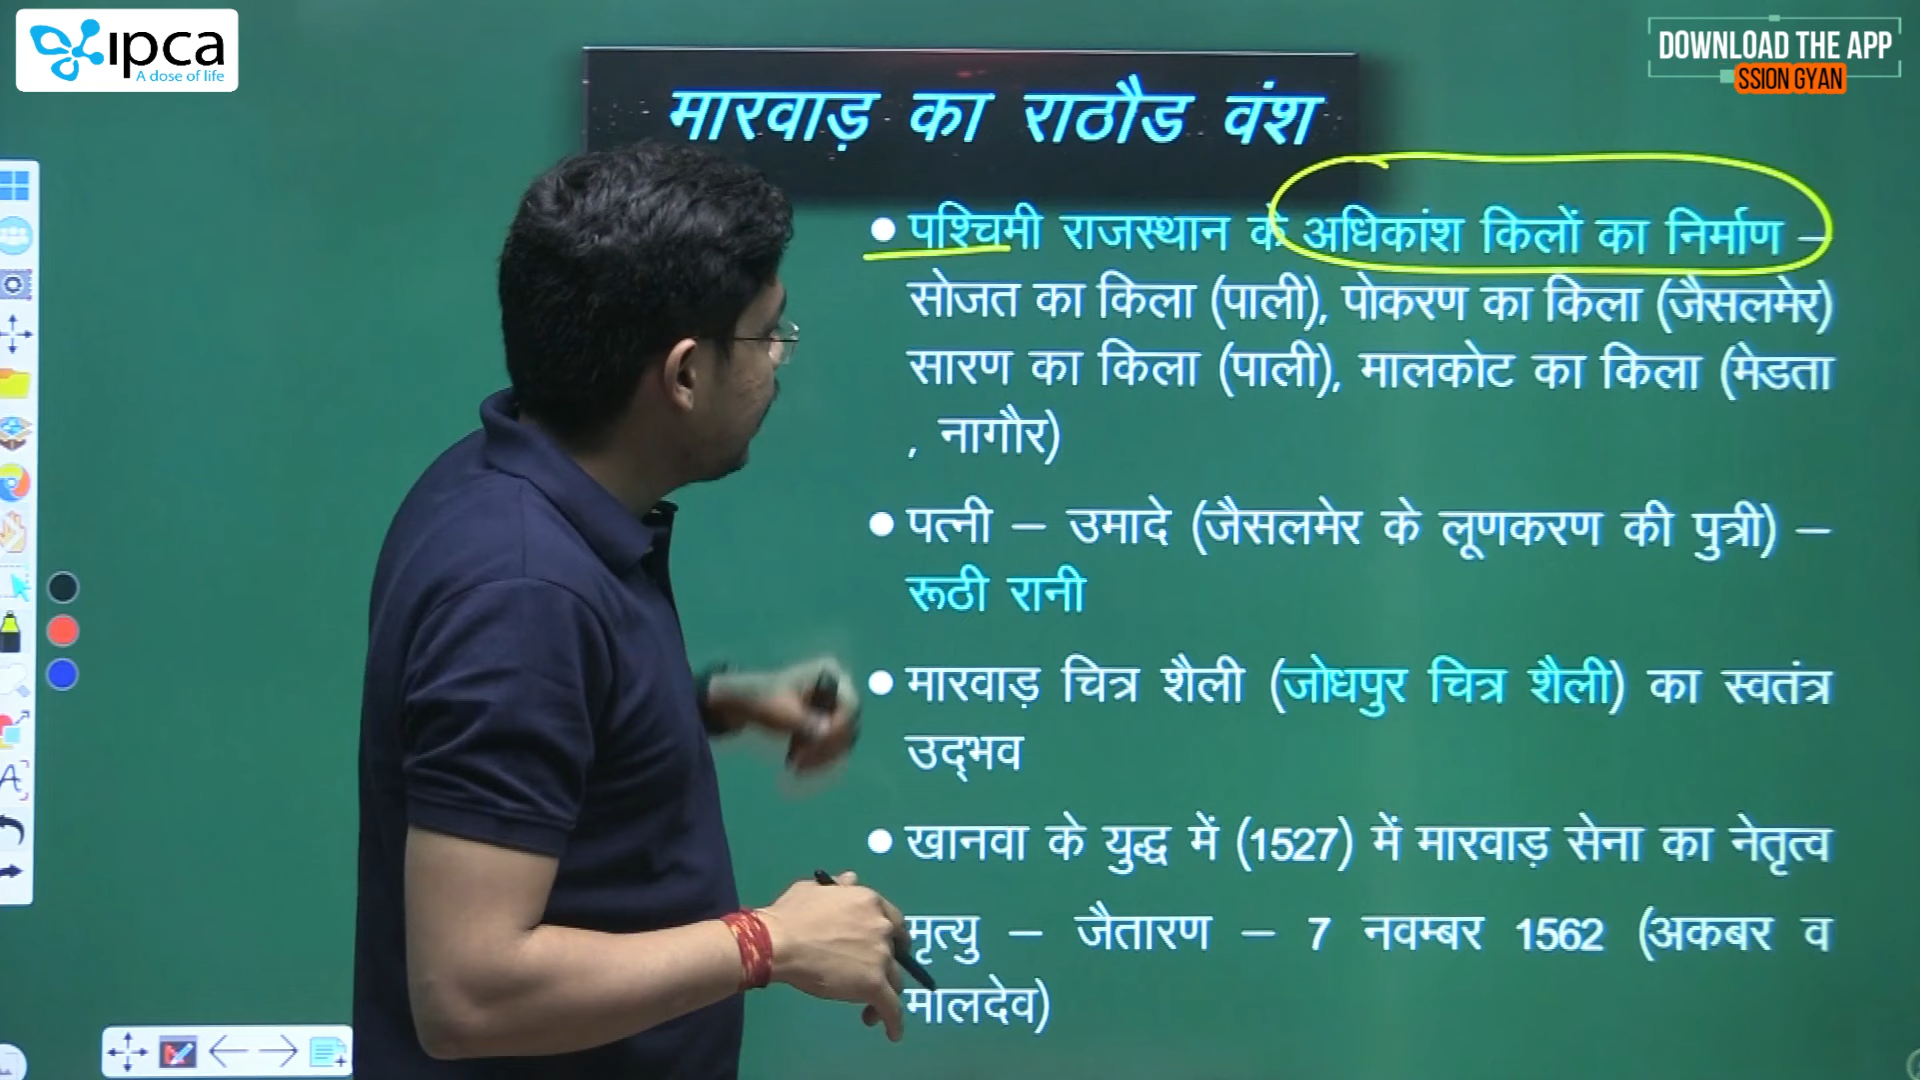 ipca
A dose of life
DOWNLOAD THE APP
SSION GYAN
मारवाड़ का राठौड वंश
पश्चिमी राजस्थान के अधिकांश किलों का निर्माण –
सोजत का किला (पाली), पोकरण का किला (जैसलमेर)
सारण का किला (पाली), मालकोट का किला (मेडता
, नागौर)
पत्नी – उमादे (जैसलमेर के लूणकरण की पुत्री) –
रूठी रानी
मारवाड़ चित्र शैली (जोधपुर चित्र शैली) का स्वतंत्र
उद्‌भव
खानवा के युद्ध में (1527) में मारवाड़ सेना का नेतृत्व
मृत्यु – जैतारण – 7 नवम्बर 1562 (अकबर व
मालदेव)